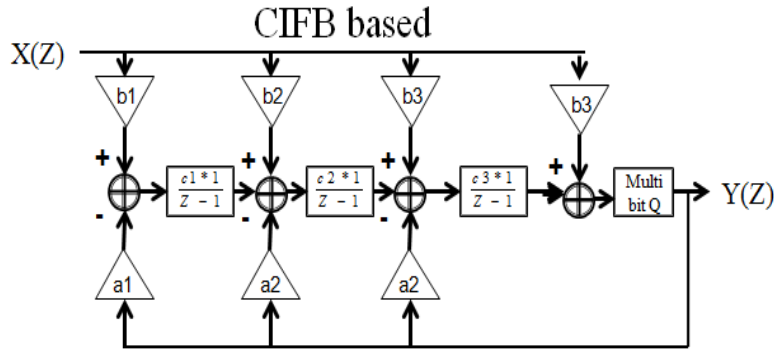 CIFB based
X(Z)
b1 b2 b3 b3
+ + + +
c1*1 c2*1 c3*1 Multi
Z-1 Z-1 Z-1 bit Q Y(Z)
- - -
a1 a2 a2